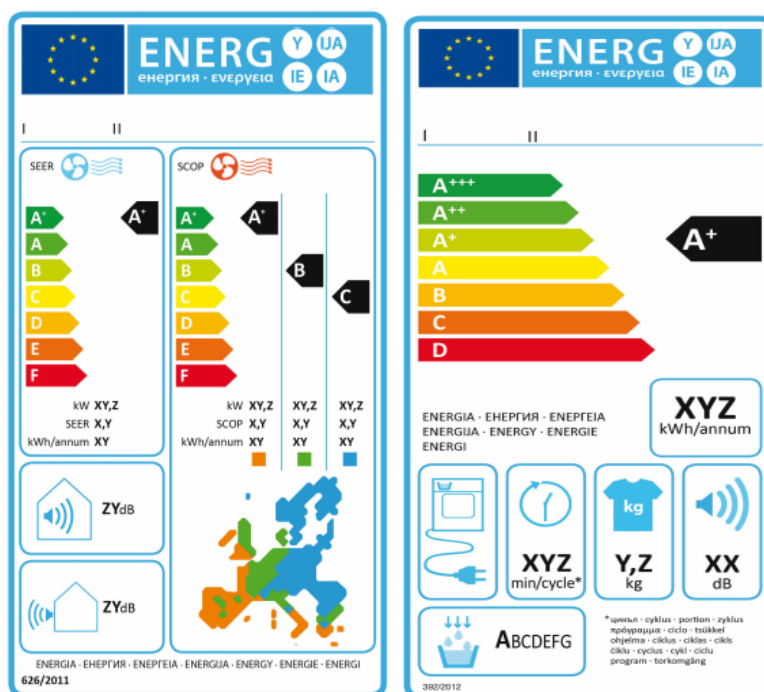 ENERG Y IJA
енергия · ενεργεια IE IA
I II
SEER
A⁺ A⁺
A
B
C
D
E
F
kW XY,Z
SEER X,Y
kWh/annum XY
SCOP
A⁺ A⁺
A
B B
C C
D
E
F
kW XY,Z XY,Z XY,Z
SCOP X,Y X,Y X,Y
kWh/annum XY XY XY
ZYdB
ZYdB
ENERGIA · ЕНЕРГИЯ · ΕΝΕΡΓΕΙΑ · ENERGIJA · ENERGY · ENERGIE · ENERGI
626/2011
ENERG Y IJA
енергия · ενεργεια IE IA
I II
A⁺⁺⁺
A⁺⁺
A⁺ A⁺
A
B
C
D
ENERGIA · ЕНЕРГИЯ · ΕΝΕΡΓΕΙΑ
ENERGIJA · ENERGY · ENERGIE
ENERGI
XYZ
kWh/annum
XYZ
min/cycle*
kg
Y,Z
kg
XX
dB
ABCDEFG
*цикъл · cyklus · portion · zyklus
πρόγραμμα · ciclo · tsükkel
ohjelma · ciklus · ciklas · cikls
ċiklu · cyclus · cykl · ciclu
program · torkomgång
392/2012